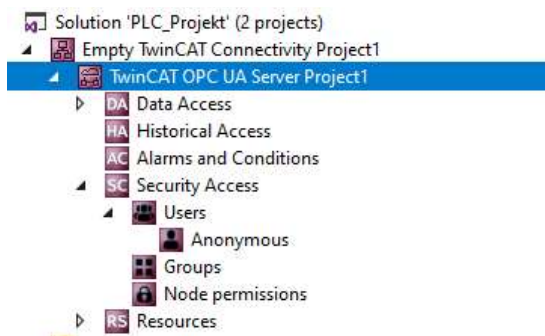 Solution 'PLC_Projekt' (2 projects)
Empty TwinCAT Connectivity Project1
TwinCAT OPC UA Server Project1
DA Data Access
HA Historical Access
AC Alarms and Conditions
SC Security Access
Users
Anonymous
Groups
Node permissions
RS Resources